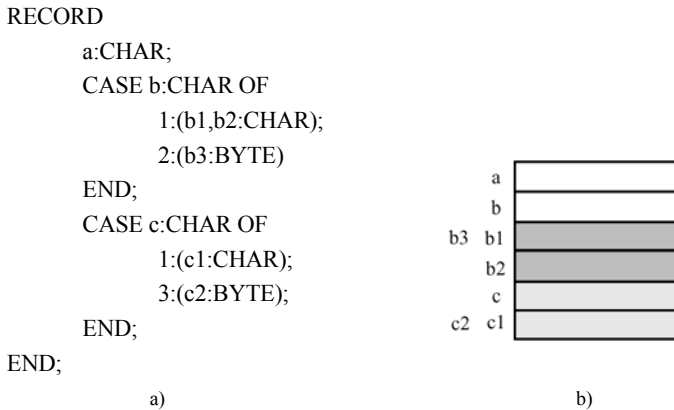 RECORD
a:CHAR;
CASE b:CHAR OF
1:(b1,b2:CHAR);
2:(b3:BYTE)
END;
CASE c:CHAR OF
1:(c1:CHAR);
3:(c2:BYTE);
END;
END;
a)
a
b
b3 b1
b2
c
c2 c1
b)